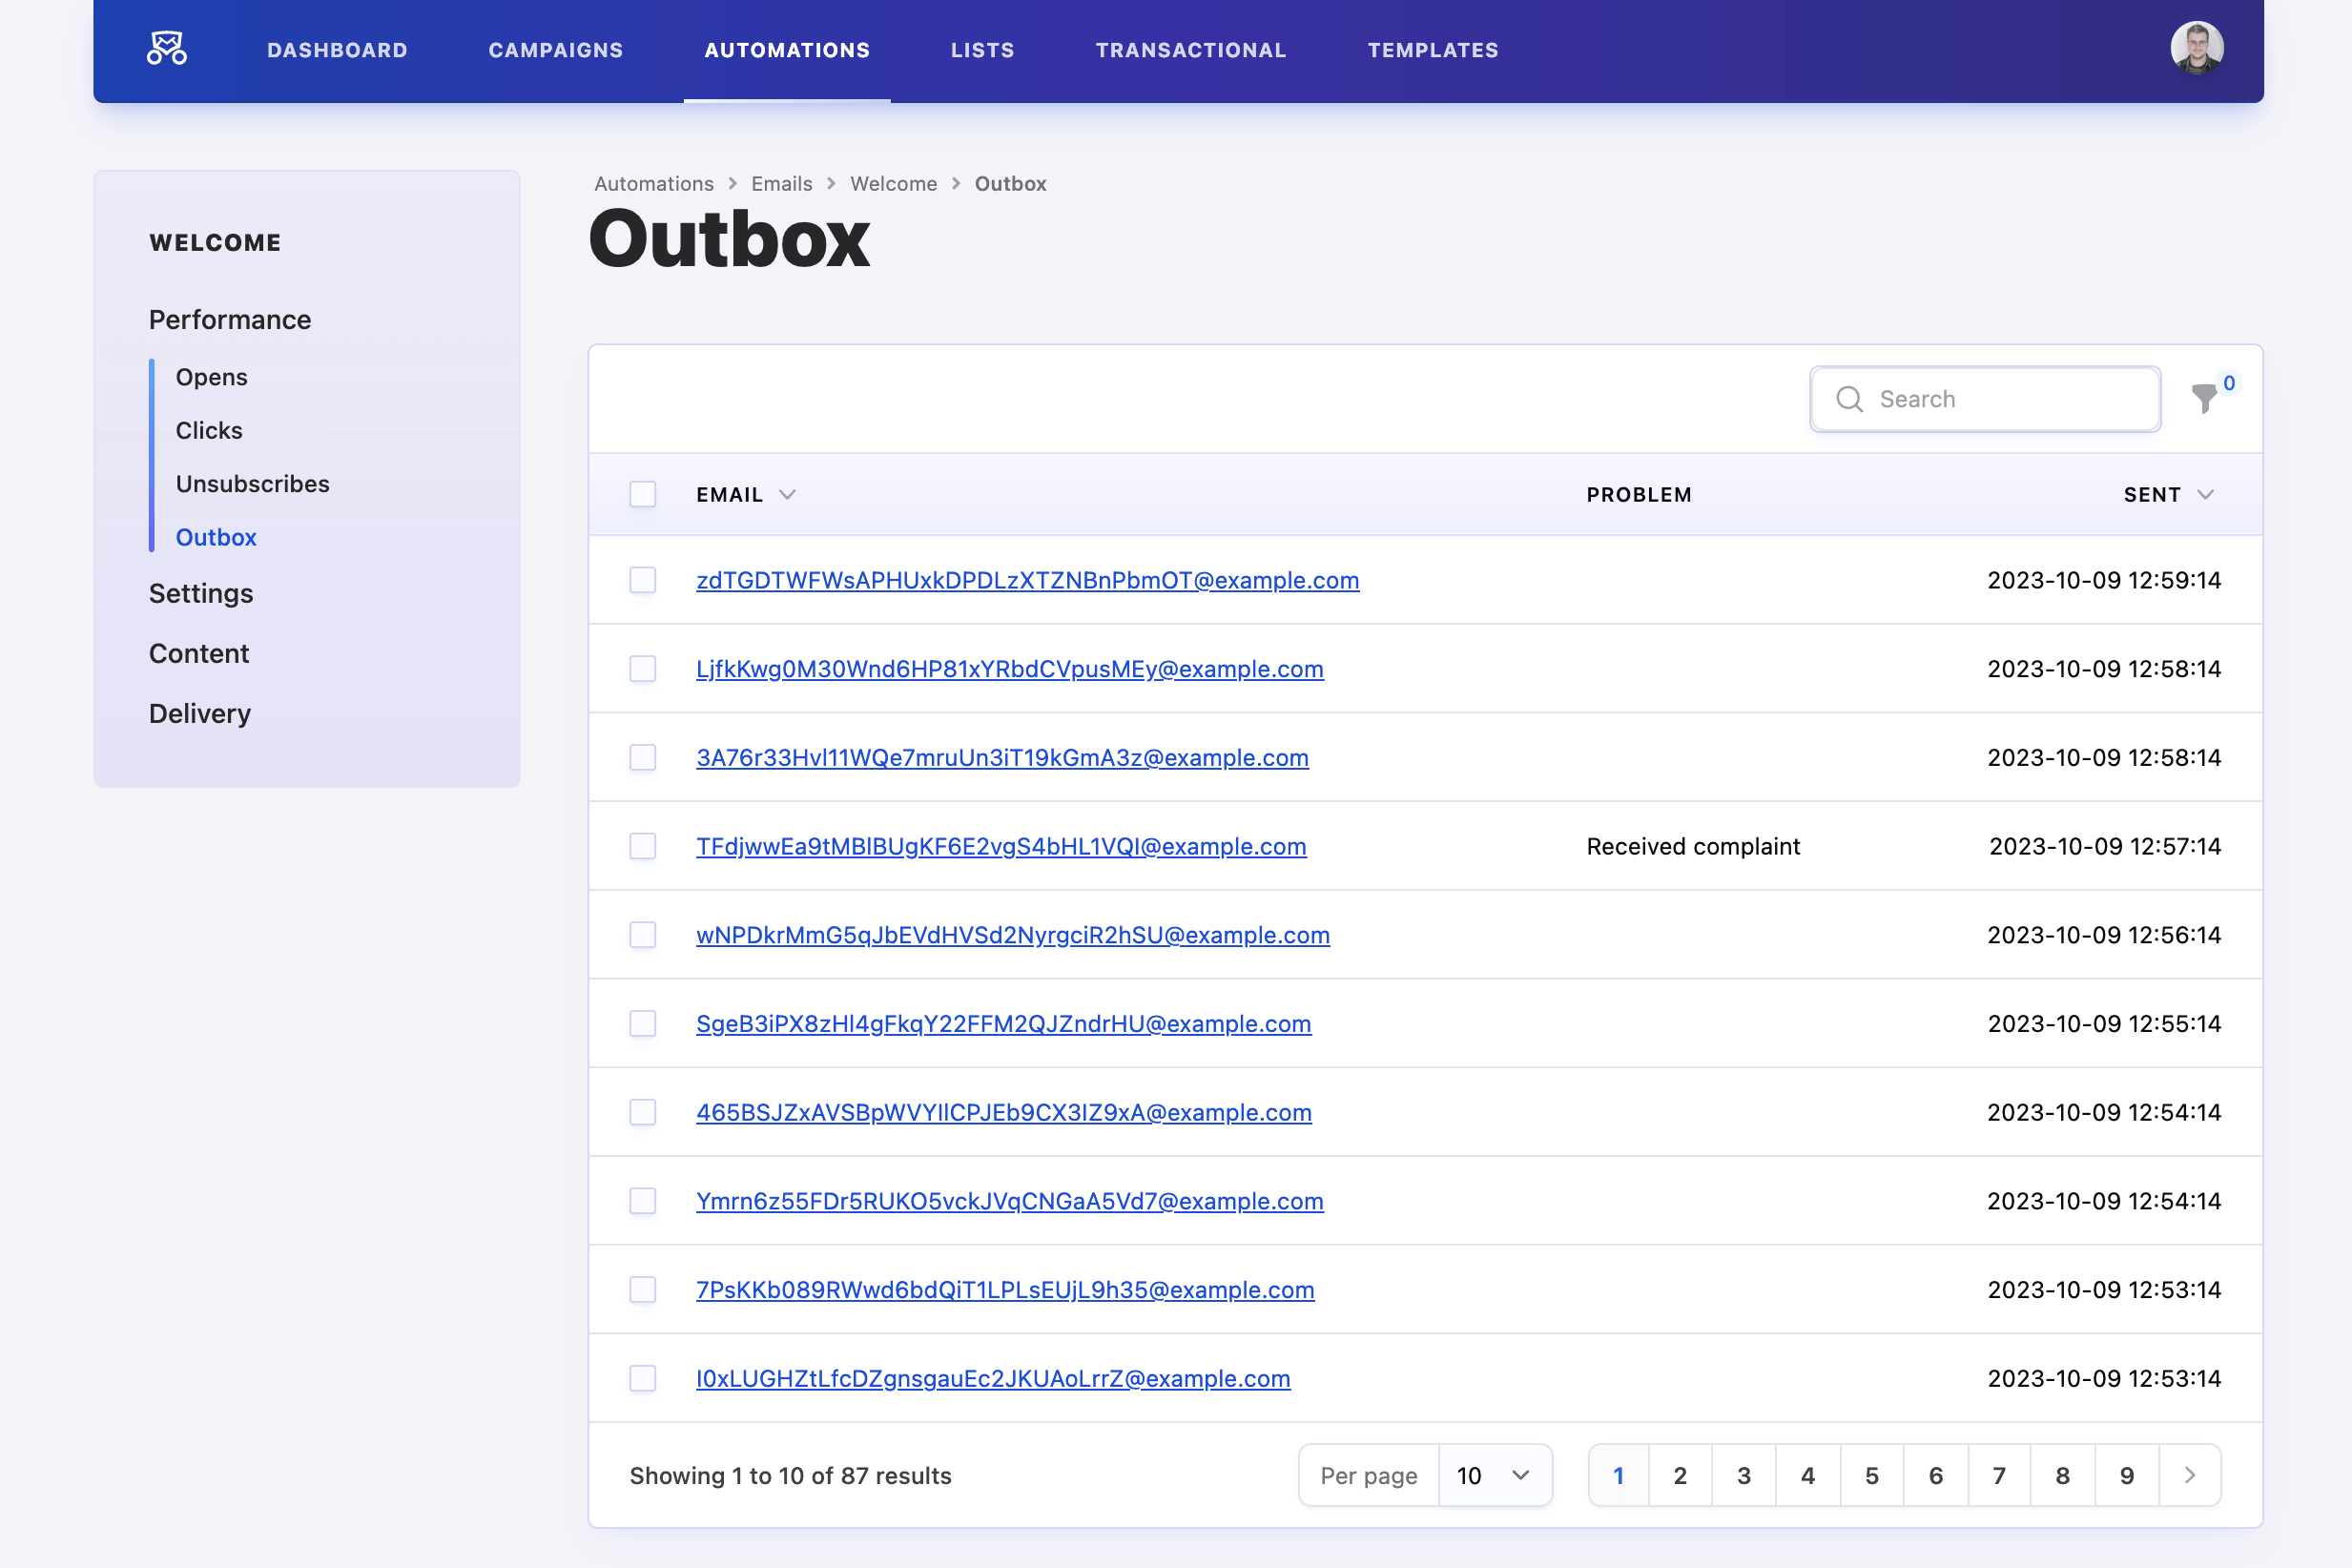 DASHBOARD CAMPAIGNS AUTOMATIONS LISTS TRANSACTIONAL TEMPLATES
WELCOME
Performance
Opens
Clicks
Unsubscribes
Outbox
Settings
Content
Delivery
Automations > Emails > Welcome > Outbox
Outbox
Search 0
EMAIL PROBLEM SENT
zdTGDTWFWsAPHUxkDPDLzXTZNBnPbmOT@example.com 2023-10-09 12:59:14
LjfkKwg0M30Wnd6HP81xYRbdCVpusMEy@example.com 2023-10-09 12:58:14
3A76r33Hvl11WQe7mruUn3iT19kGmA3z@example.com 2023-10-09 12:58:14
TFdjwwEa9tMBlBUgKF6E2vgS4bHL1VQI@example.com Received complaint 2023-10-09 12:57:14
wNPDkrMmG5qJbEVdHVSd2NyrgciR2hSU@example.com 2023-10-09 12:56:14
SgeB3iPX8zHl4gFkqY22FFM2QJZndrHU@example.com 2023-10-09 12:55:14
465BSJZxAVSBpWVYIlCPJEb9CX3IZ9xA@example.com 2023-10-09 12:54:14
Ymrn6z55FDr5RUKO5vckJVqCNGaA5Vd7@example.com 2023-10-09 12:54:14
7PsKKb089RWwd6bdQiT1LPLsEUjL9h35@example.com 2023-10-09 12:53:14
I0xLUGHZtLfcDZgnsgauEc2JKUAoLrrZ@example.com 2023-10-09 12:53:14
Showing 1 to 10 of 87 results Per page 10 1 2 3 4 5 6 7 8 9